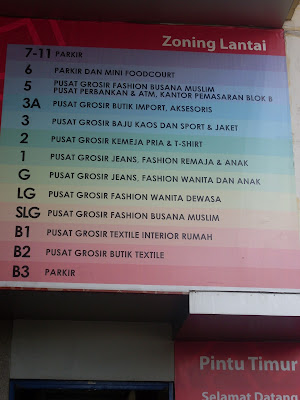 Zoning Lantai
7-11 PARKIR
6 PARKIR DAN MINI FOODCOURT
5 PUSAT GROSIR FASHION BUSANA MUSLIM
PUSAT PERBANKAN & ATM, KANTOR PEMASARAN BLOK B
3A PUSAT GROSIR BUTIK IMPORT, AKSESORIS
3 PUSAT GROSIR BAJU KAOS DAN SPORT & JAKET
2 PUSAT GROSIR KEMEJA PRIA & T-SHIRT
1 PUSAT GROSIR JEANS, FASHION REMAJA & ANAK
G PUSAT GROSIR JEANS, FASHION WANITA DAN ANAK
LG PUSAT GROSIR FASHION WANITA DEWASA
SLG PUSAT GROSIR FASHION BUSANA MUSLIM
B1 PUSAT GROSIR TEXTILE INTERIOR RUMAH
B2 PUSAT GROSIR BUTIK TEXTILE
B3 PARKIR
Pintu Timur
Selamat Datang